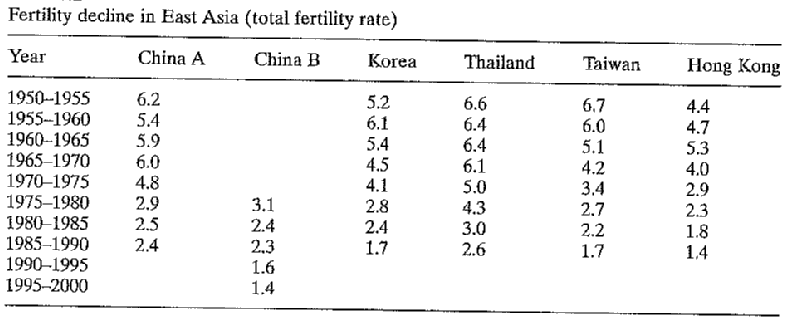 Fertility decline in East Asia (total fertility rate)
Year China A China B Korea Thailand Taiwan Hong Kong
1950–1955 6.2 5.2 6.6 6.7 4.4
1955–1960 5.4 6.1 6.4 6.0 4.7
1960–1965 5.9 5.4 6.4 5.1 5.3
1965–1970 6.0 4.5 6.1 4.2 4.0
1970–1975 4.8 4.1 5.0 3.4 2.9
1975–1980 2.9 3.1 2.8 4.3 2.7 2.3
1980–1985 2.5 2.4 2.4 3.0 2.2 1.8
1985–1990 2.4 2.3 1.7 2.6 1.7 1.4
1990–1995 1.6
1995–2000 1.4